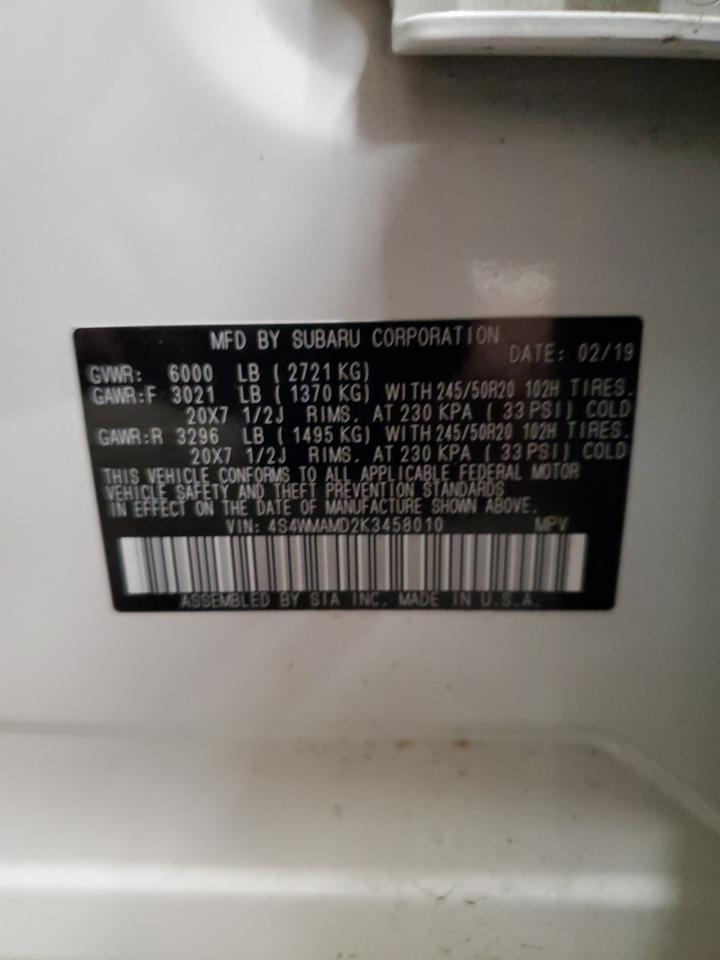 MFD BY SUBARU CORPORATION
DATE: 02/19
GVWR: 6000 LB ( 2721 KG)
GAWR:F 3021 LB ( 1370 KG) WITH 245/50R20 102H TIRES.
20X7 1/2J RIMS. AT 230 KPA ( 33 PSI) COLD
GAWR:R 3296 LB ( 1495 KG) WITH 245/50R20 102H TIRES.
20X7 1/2J RIMS. AT 230 KPA ( 33 PSI) COLD
THIS VEHICLE CONFORMS TO ALL APPLICABLE FEDERAL MOTOR
VEHICLE SAFETY AND THEFT PREVENTION STANDARDS
IN EFFECT ON THE DATE OF MANUFACTURE SHOWN ABOVE.
VIN: 4S4WMAMD2K3458010 MPV
ASSEMBLED BY SIA INC. MADE IN U.S.A.